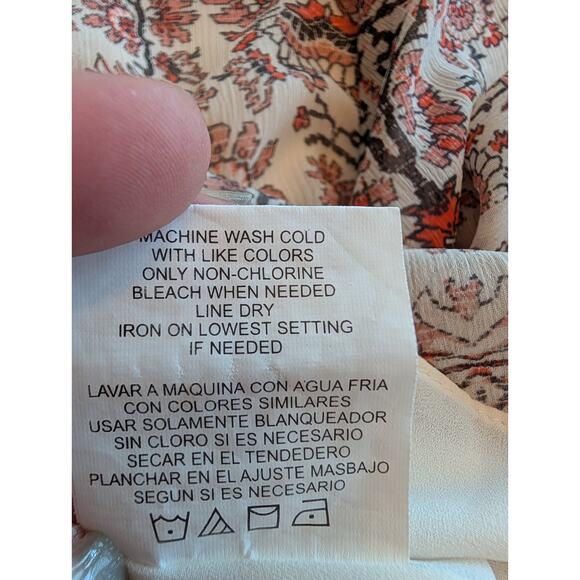 MACHINE WASH COLD
WITH LIKE COLORS
ONLY NON-CHLORINE
BLEACH WHEN NEEDED
LINE DRY
IRON ON LOWEST SETTING
IF NEEDED
LAVAR A MAQUINA CON AGUA FRIA
CON COLORES SIMILARES
USAR SOLAMENTE BLANQUEADOR
SIN CLORO SI ES NECESARIO
SECAR EN EL TENDEDERO
PLANCHAR EN EL AJUSTE MASBAJO
SEGUN SI ES NECESARIO